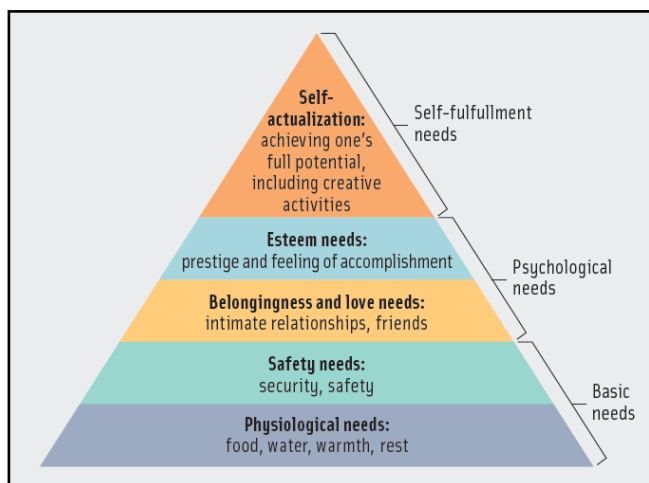 Self-
actualization:
achieving one's
full potential,
including creative
activities
Self-fulfullment
needs
Esteem needs:
prestige and feeling of accomplishment
Psychological
needs
Belongingness and love needs:
intimate relationships, friends
Safety needs:
security, safety
Basic
needs
Physiological needs:
food, water, warmth, rest